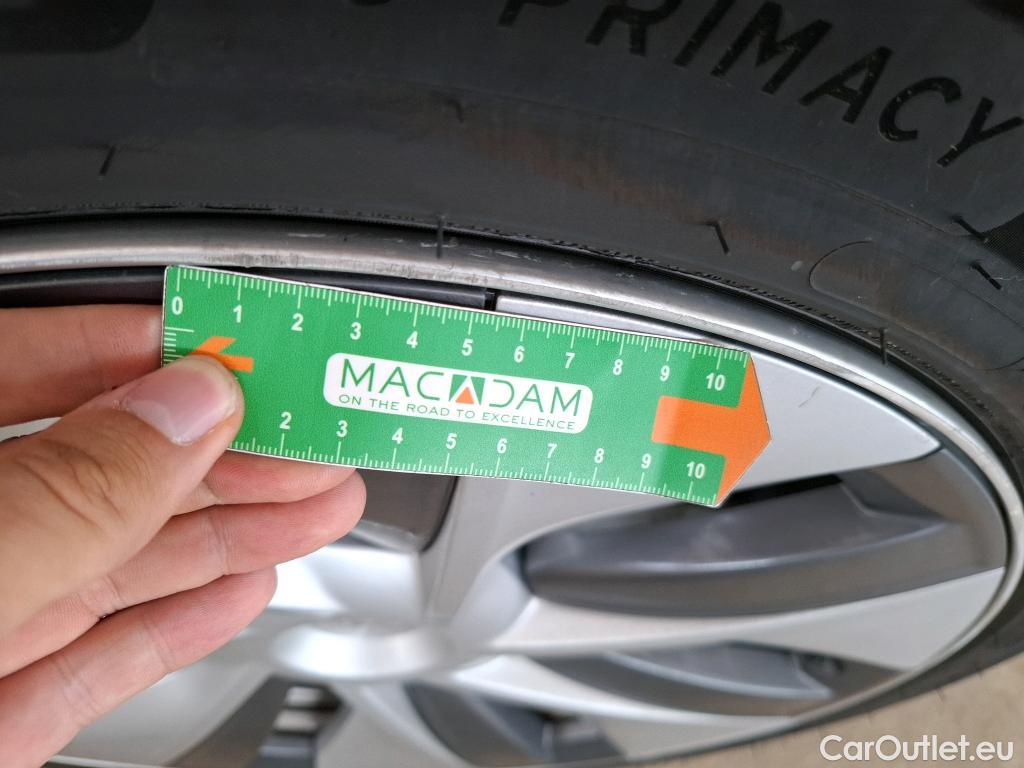 PRIMACY
0 1 2 3 4 5 6 7 8 9 10
MACADAM
ON THE ROAD TO EXCELLENCE
2 3 4 5 6 7 8 9 10
CarOutlet.eu